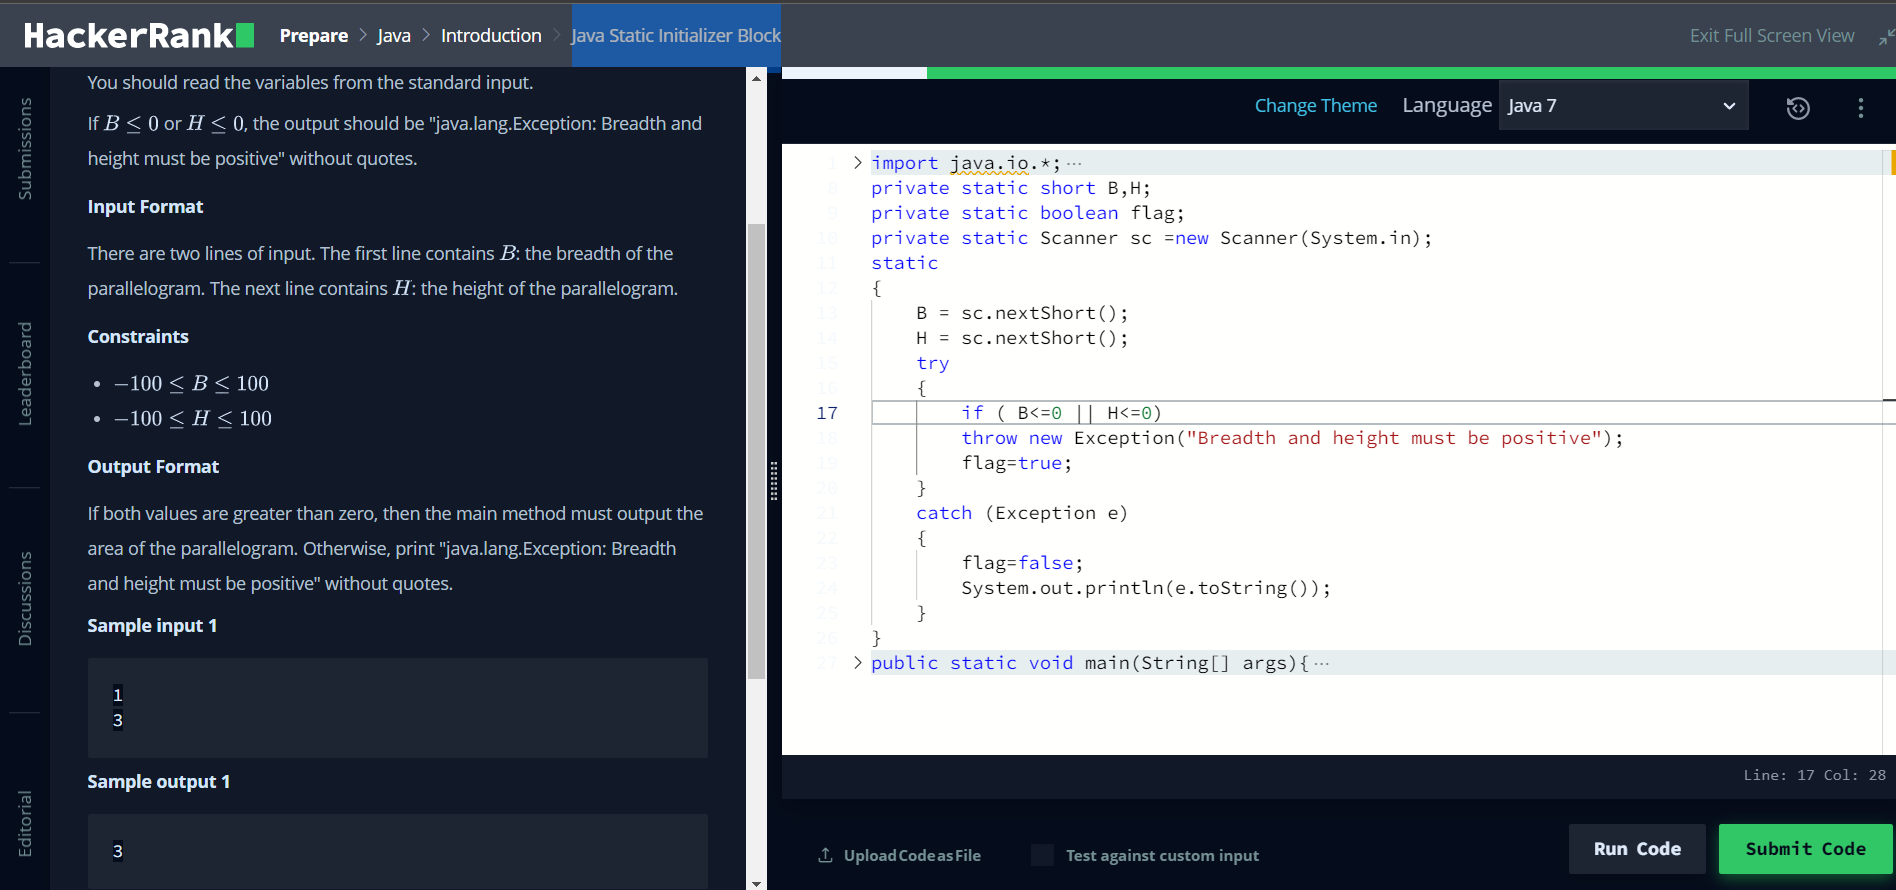 HackerRank
Prepare > Java > Introduction > Java Static Initializer Block
Exit Full Screen View
Submissions
Leaderboard
Discussions
Editorial
You should read the variables from the standard input.
If B ≤ 0 or H ≤ 0, the output should be "java.lang.Exception: Breadth and
height must be positive" without quotes.
Input Format
There are two lines of input. The first line contains B: the breadth of the
parallelogram. The next line contains H: the height of the parallelogram.
Constraints
• −100 ≤ B ≤ 100
• −100 ≤ H ≤ 100
Output Format
If both values are greater than zero, then the main method must output the
area of the parallelogram. Otherwise, print "java.lang.Exception: Breadth
and height must be positive" without quotes.
Sample input 1
1
3
Sample output 1
3
Change Theme Language Java 7
1 > import java.io.*; ···
8 private static short B,H;
9 private static boolean flag;
10 private static Scanner sc =new Scanner(System.in);
11 static
12 {
13 B = sc.nextShort();
14 H = sc.nextShort();
15 try
16 {
17 if ( B<=0 || H<=0)
18 throw new Exception("Breadth and height must be positive");
19 flag=true;
20 }
21 catch (Exception e)
22 {
23 flag=false;
24 System.out.println(e.toString());
25 }
26 }
27 > public static void main(String[] args){ ···
Line: 17 Col: 28
Upload Code as File
Test against custom input
Run Code
Submit Code